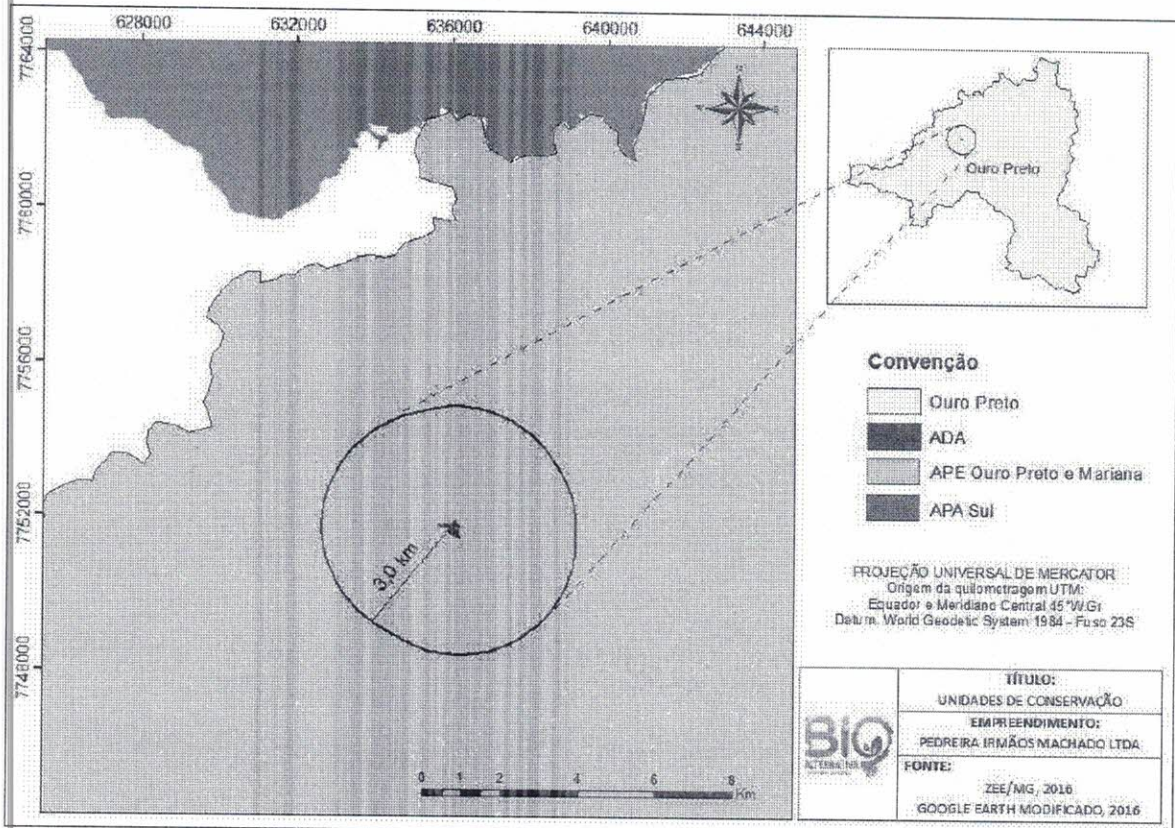 628000 632000 636000 640000 644000
7764000
7760000
7756000
7752000
7748000
3,0 km
0 1 2 4 6 8
Km
Ouro Preto
Convenção
Ouro Preto
ADA
APE Ouro Preto e Mariana
APA Sul
PROJEÇÃO UNIVERSAL DE MERCATOR
Origem da quilometragem UTM:
Equador e Meridiano Central 45°W.Gr
Datum. World Geodetic System 1984 - Fuso 23S
BIO
ALTERNATIVA
TÍTULO:
UNIDADES DE CONSERVAÇÃO
EMPREENDIMENTO:
PEDREIRA IRMÃOS MACHADO LTDA
FONTE:
ZEE/MG, 2016
GOOGLE EARTH MODIFICADO, 2016